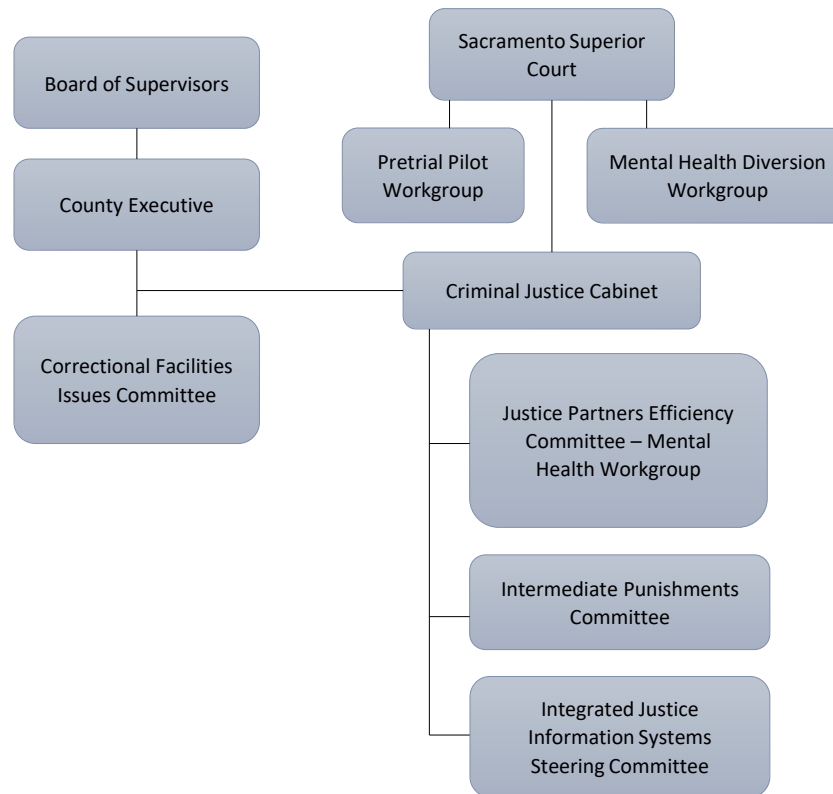 Board of Supervisors
Sacramento Superior
Court
County Executive
Pretrial Pilot
Workgroup
Mental Health Diversion
Workgroup
Criminal Justice Cabinet
Correctional Facilities
Issues Committee
Justice Partners Efficiency
Committee – Mental
Health Workgroup
Intermediate Punishments
Committee
Integrated Justice
Information Systems
Steering Committee